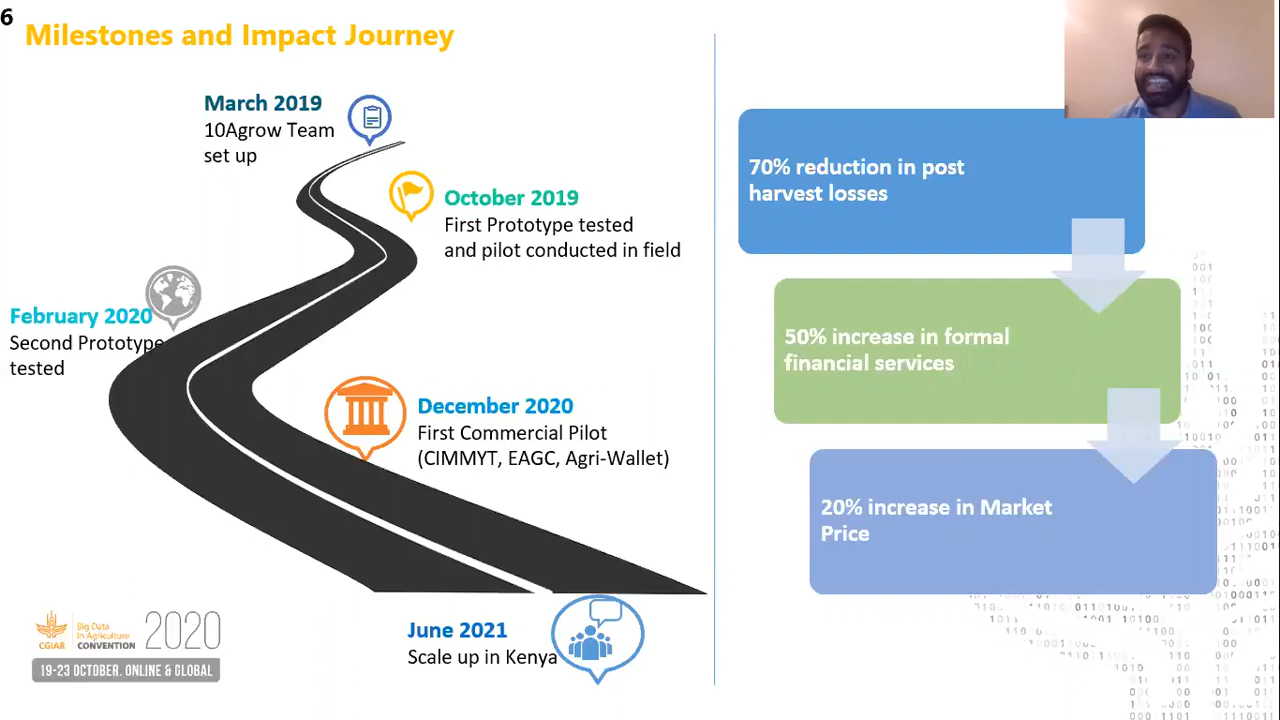 6
Milestones and Impact Journey
March 2019
10Agrow Team
set up
October 2019
First Prototype tested
and pilot conducted in field
February 2020
Second Prototype
tested
December 2020
First Commercial Pilot
(CIMMYT, EAGC, Agri-Wallet)
June 2021
Scale up in Kenya
70% reduction in post
harvest losses
50% increase in formal
financial services
20% increase in Market
Price
CGIAR
Big Data
In Agriculture
CONVENTION
2020
19-23 OCTOBER. ONLINE & GLOBAL